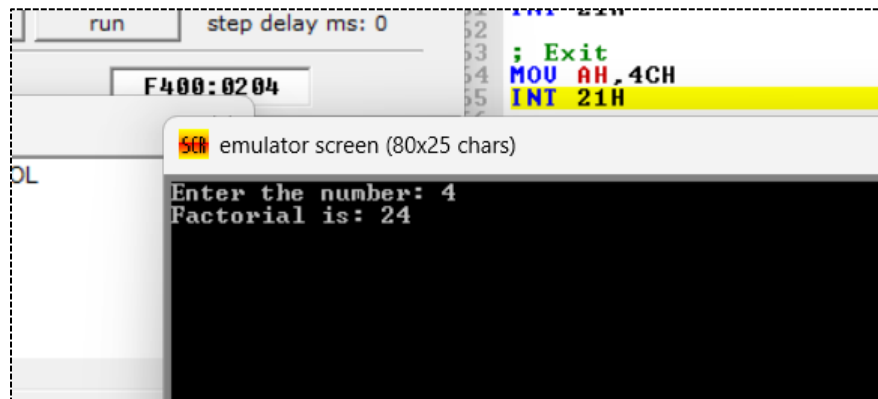 run
step delay ms: 0
F400:0204
52
53 ; Exit
54 MOV AH,4CH
55 INT 21H
SCR emulator screen (80x25 chars)
OL
Enter the number: 4
Factorial is: 24